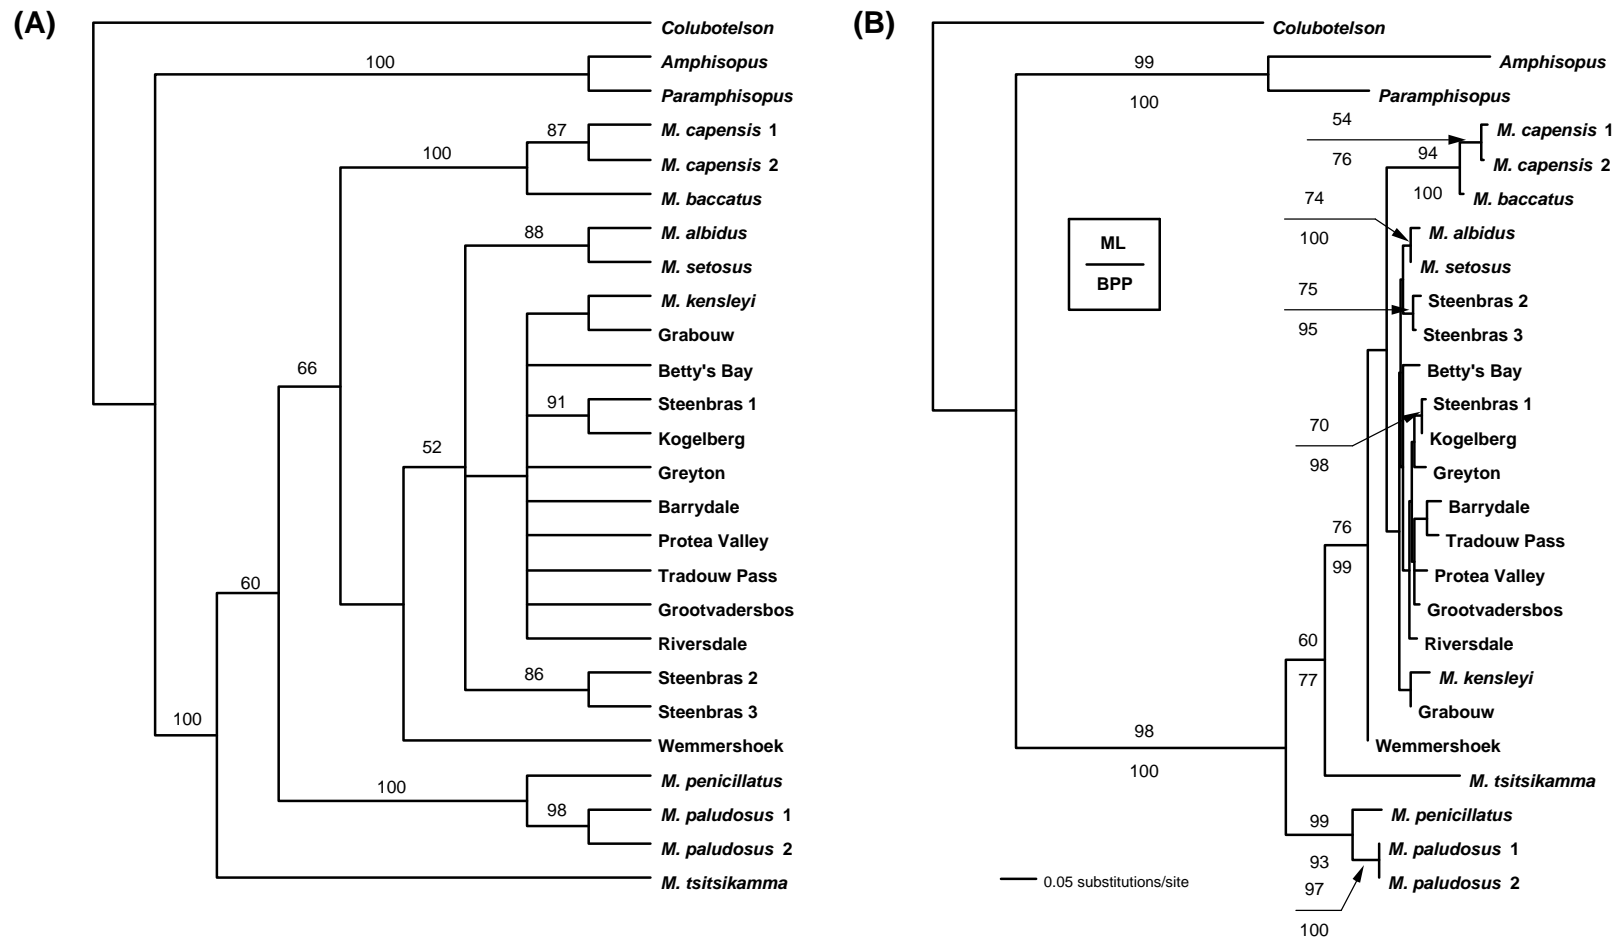 (A)
Colubotelson
100
Amphisopus
Paramphisopus
87
M. capensis 1
100
M. capensis 2
M. baccatus
88
M. albidus
M. setosus
M. kensleyi
Grabouw
66
Betty's Bay
91
Steenbras 1
Kogelberg
52
Greyton
Barrydale
Protea Valley
Tradouw Pass
60
Grootvadersbos
Riversdale
86
Steenbras 2
Steenbras 3
100
Wemmershoek
M. penicillatus
100
98
M. paludosus 1
M. paludosus 2
M. tsitsikamma
(B)
Colubotelson
99
Amphisopus
100
Paramphisopus
54
M. capensis 1
76
94
M. capensis 2
100
M. baccatus
74
M. albidus
100
ML
BPP
M. setosus
75
Steenbras 2
95
Steenbras 3
Betty's Bay
Steenbras 1
70
Kogelberg
98
Greyton
Barrydale
76
Tradouw Pass
99
Protea Valley
Grootvadersbos
60
Riversdale
77
M. kensleyi
Grabouw
98
Wemmershoek
100
M. tsitsikamma
99
M. penicillatus
93
M. paludosus 1
97
M. paludosus 2
100
0.05 substitutions/site